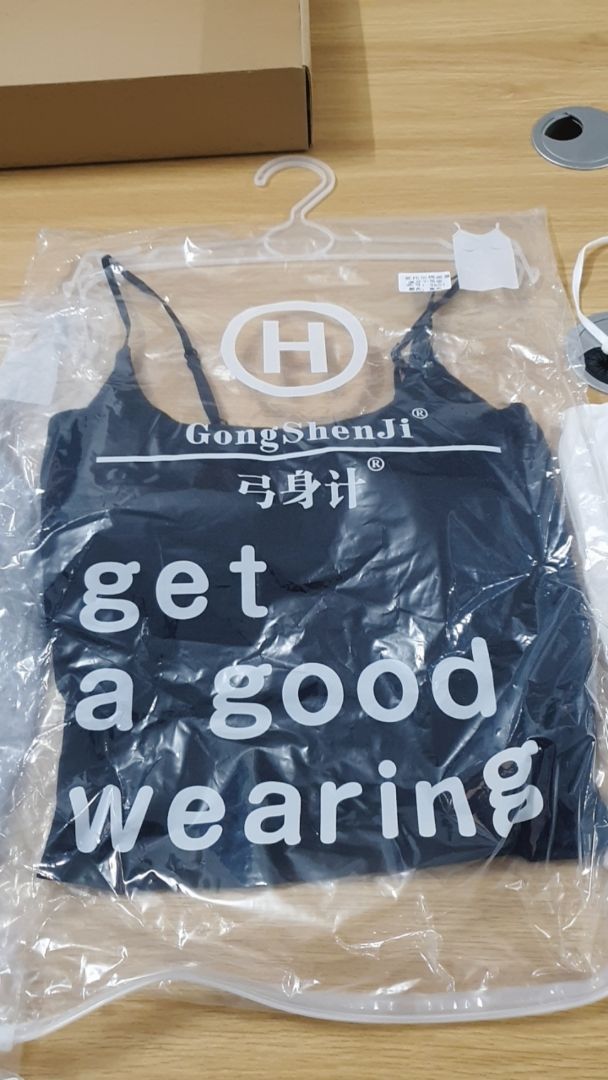 H
GongShenJi®
弓身计®
get
a good
wearing